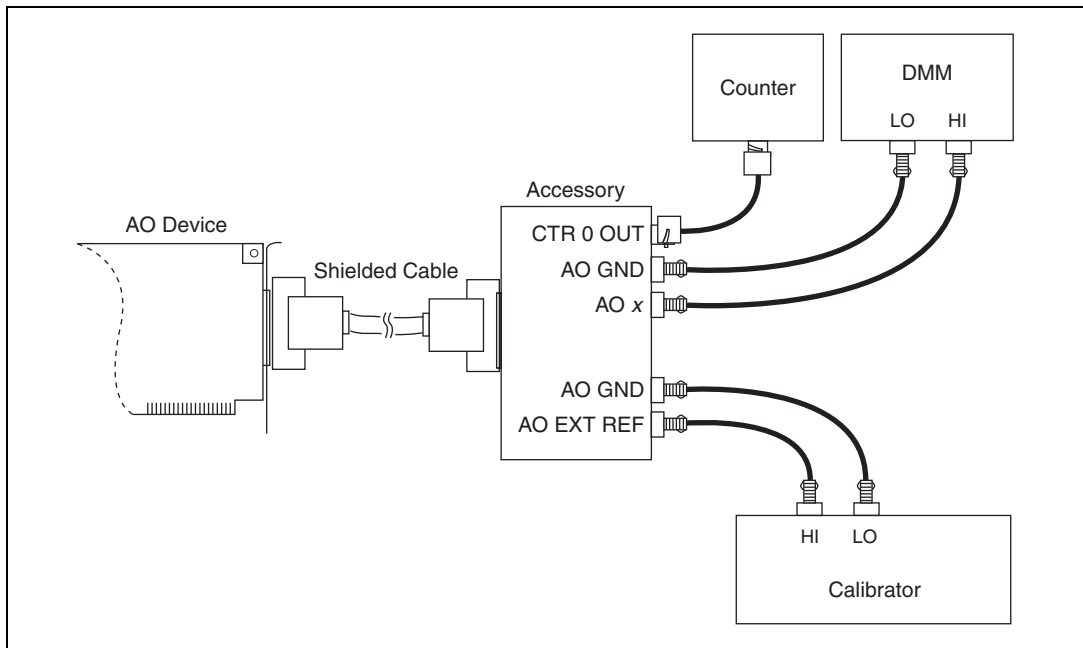 Counter
DMM
LO HI
Accessory
AO Device
CTR 0 OUT
Shielded Cable
AO GND
AO x
AO GND
AO EXT REF
HI LO
Calibrator